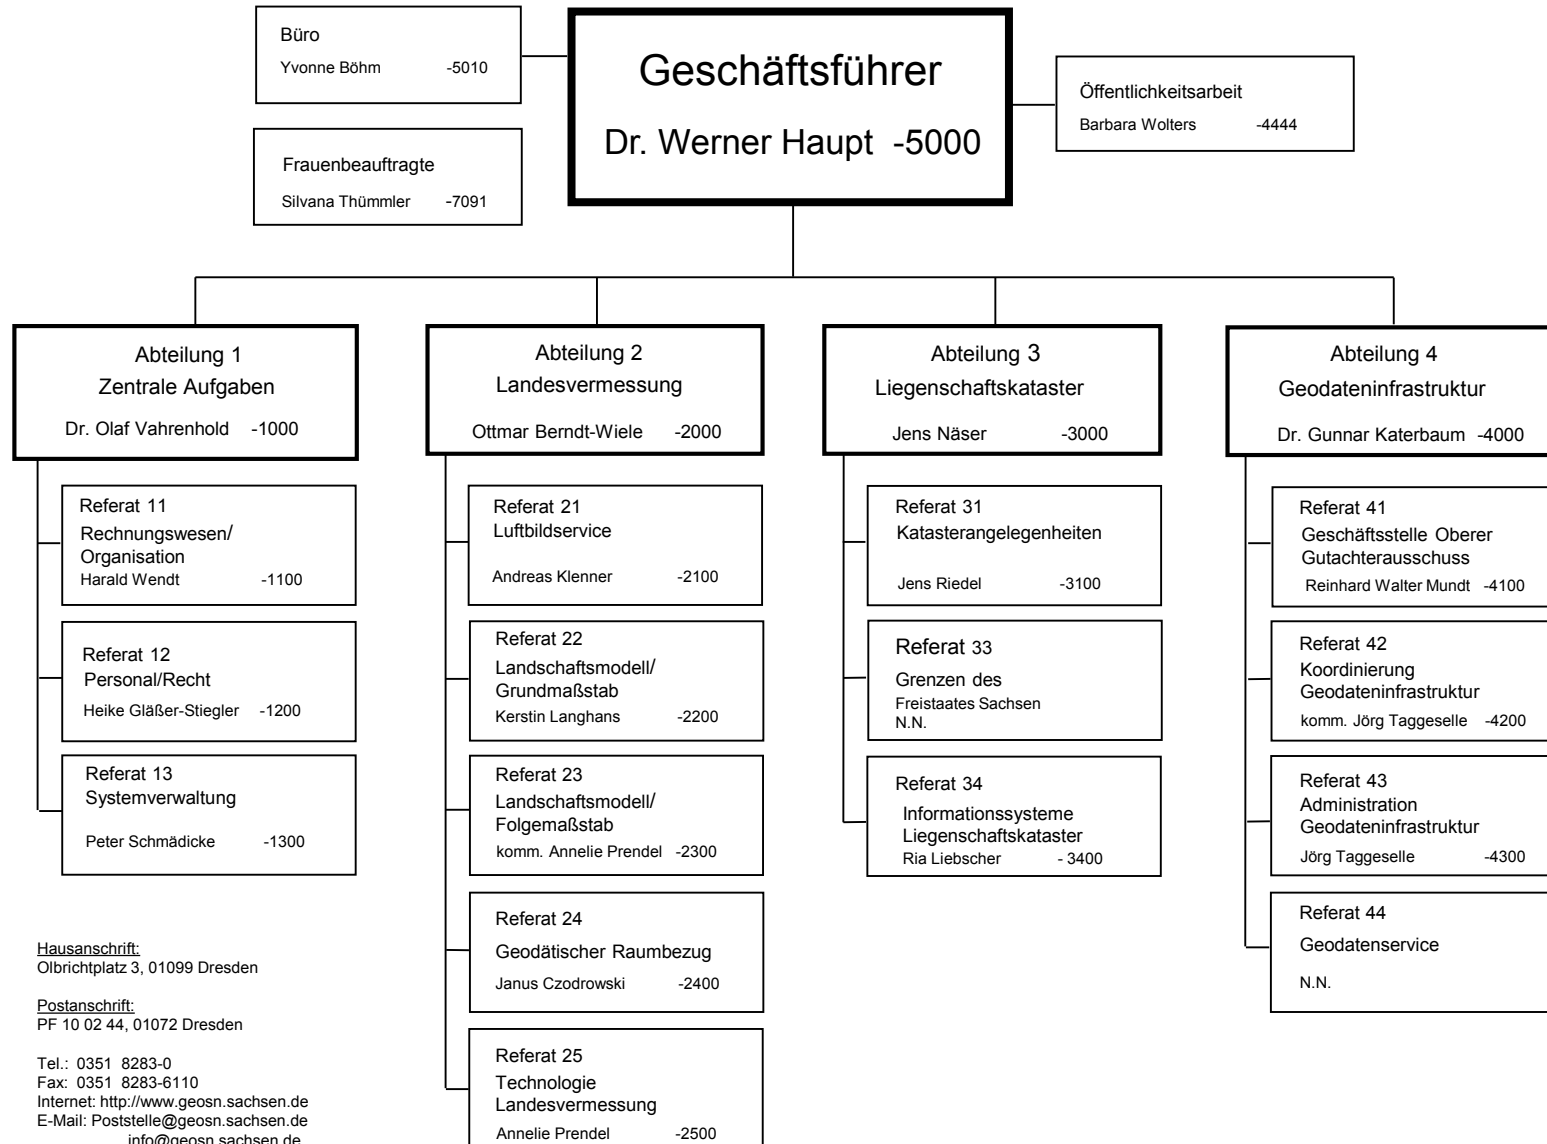 Büro
Yvonne Böhm -5010
Geschäftsführer
Dr. Werner Haupt -5000
Öffentlichkeitsarbeit
Barbara Wolters -4444
Frauenbeauftragte
Silvana Thümmler -7091
Abteilung 1
Zentrale Aufgaben
Dr. Olaf Vahrenhold -1000
Referat 11
Rechnungswesen/
Organisation
Harald Wendt -1100
Referat 12
Personal/Recht
Heike Gläßer-Stiegler -1200
Referat 13
Systemverwaltung
Peter Schmädicke -1300
Abteilung 2
Landesvermessung
Ottmar Berndt-Wiele -2000
Referat 21
Luftbildservice
Andreas Klenner -2100
Referat 22
Landschaftsmodell/
Grundmaßstab
Kerstin Langhans -2200
Referat 23
Landschaftsmodell/
Folgemaßstab
komm. Annelie Prendel -2300
Referat 24
Geodätischer Raumbezug
Janus Czodrowski -2400
Referat 25
Technologie
Landesvermessung
Annelie Prendel -2500
Abteilung 3
Liegenschaftskataster
Jens Näser -3000
Referat 31
Katasterangelegenheiten
Jens Riedel -3100
Referat 33
Grenzen des
Freistaates Sachsen
N.N.
Referat 34
Informationssysteme
Liegenschaftskataster
Ria Liebscher - 3400
Abteilung 4
Geodateninfrastruktur
Dr. Gunnar Katerbaum -4000
Referat 41
Geschäftsstelle Oberer
Gutachterausschuss
Reinhard Walter Mundt -4100
Referat 42
Koordinierung
Geodateninfrastruktur
komm. Jörg Taggeselle -4200
Referat 43
Administration
Geodateninfrastruktur
Jörg Taggeselle -4300
Referat 44
Geodatenservice
N.N.
Hausanschrift:
Olbrichtplatz 3, 01099 Dresden
Postanschrift:
PF 10 02 44, 01072 Dresden
Tel.: 0351 8283-0
Fax: 0351 8283-6110
Internet: http://www.geosn.sachsen.de
E-Mail: Poststelle@geosn.sachsen.de
info@geosn.sachsen.de